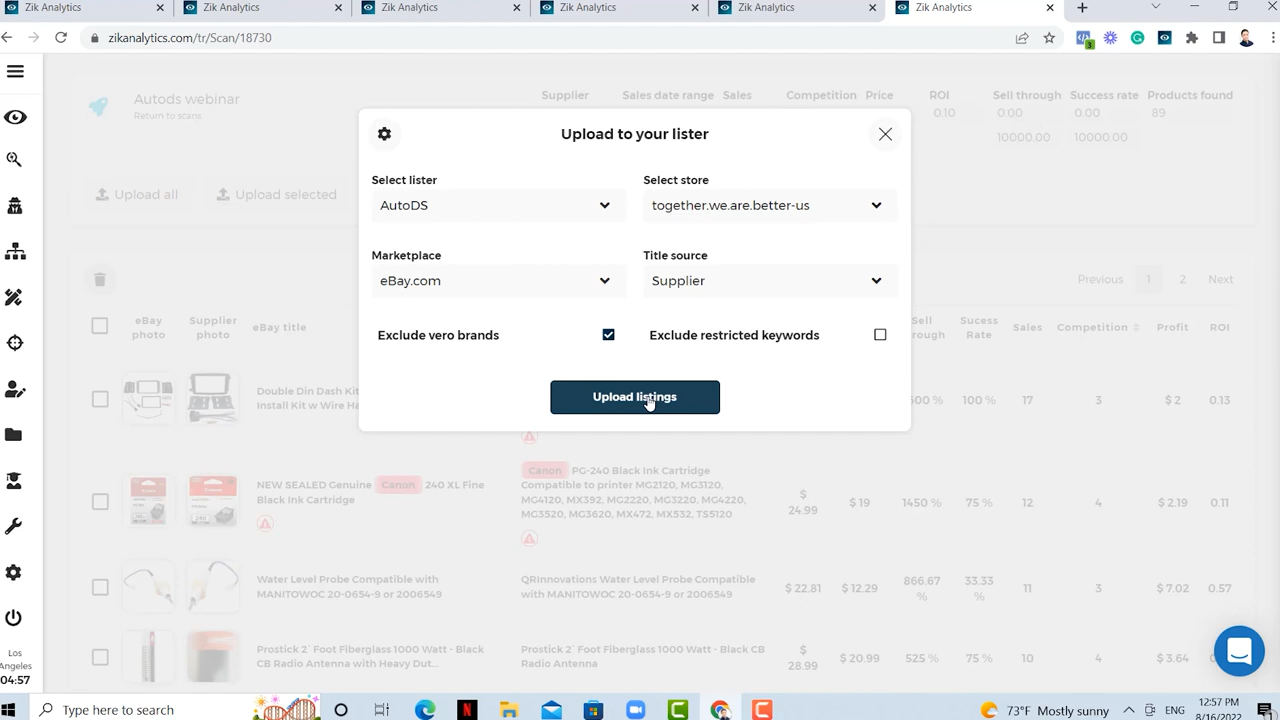 Zik Analytics
Zik Analytics
Zik Analytics
Zik Analytics
Zik Analytics
Zik Analytics
zikanalytics.com/tr/Scan/18730
Autods webinar
Return to scans
Supplier
Sales date range
Sales
Competition
Price
ROI
Sell through
Success rate
Products found
0.10
0.00
0.00
89
10000.00
10000.00
Upload all
Upload selected
Upload to your lister
Select lister
Select store
AutoDS
together.we.are.better-us
Marketplace
Title source
eBay.com
Supplier
Exclude vero brands
Exclude restricted keywords
Upload listings
Previous
1
2
Next
eBay photo
Supplier photo
eBay title
Sucess Rate
Sales
Competition
Profit
ROI
Double Din Dash Kit
Install Kit w Wire Ha
100 %
17
3
$ 2
0.13
NEW SEALED Genuine Canon 240 XL Fine
Black Ink Cartridge
Canon PG-240 Black Ink Cartridge
Compatible to printer MG2120, MG3120,
MG4120, MX392, MG2220, MG3220, MG4220,
MG3520, MG3620, MX472, MX532, TS5120
$ 24.99
$ 19
1450 %
75 %
12
4
$ 2.19
0.11
Water Level Probe Compatible with
MANITOWOC 20-0654-9 or 2006549
QRInnovations Water Level Probe Compatible
with MANITOWOC 20-0654-9 or 2006549
$ 22.81
$ 12.29
866.67 %
33.33 %
11
3
$ 7.02
0.57
Prostick 2` Foot Fiberglass 1000 Watt - Black
CB Radio Antenna with Heavy Dut...
Prostick 2` Foot Fiberglass 1000 Watt - Black CB
Radio Antenna
$ 28.99
$ 20.99
525 %
75 %
10
4
$ 3.64
Los
Angeles
04:57
Type here to search
73°F Mostly sunny
ENG
12:57 PM
8/16/2022